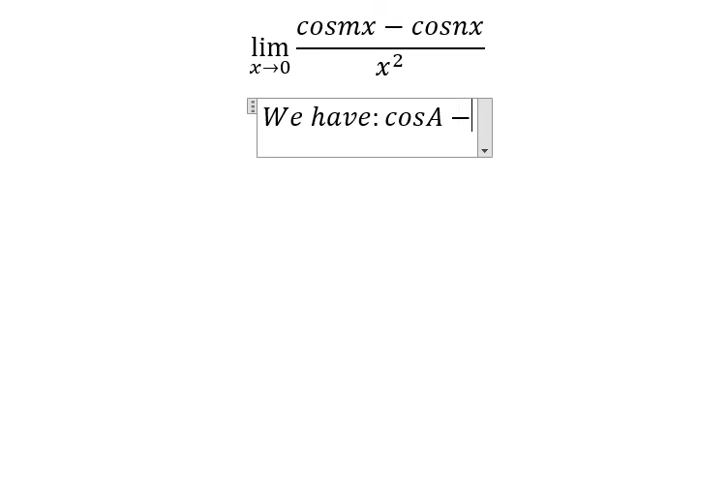 lim x→0 (cosmx − cosnx) / x²
We have: cosA −